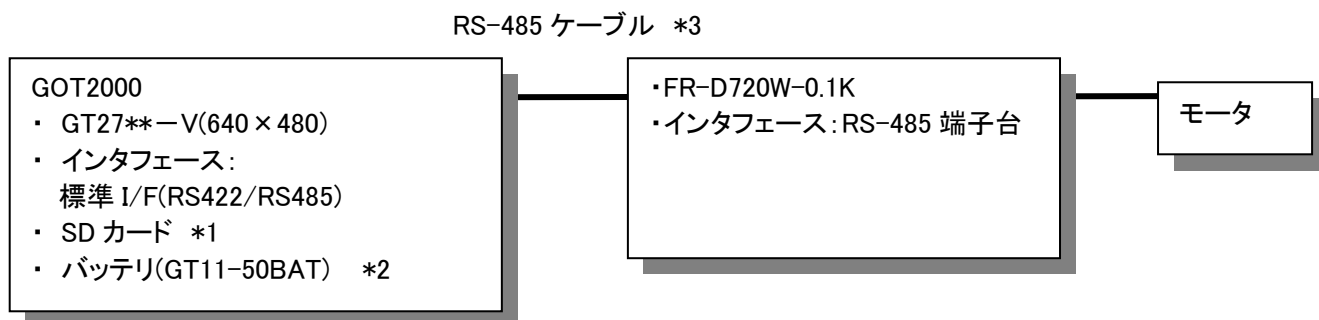 RS-485 ケーブル *3
GOT2000
・ GT27**－V(640×480)
・ インタフェース:
標準 I/F(RS422/RS485)
・ SD カード *1
・ バッテリ(GT11-50BAT) *2
・FR-D720W-0.1K
・インタフェース:RS-485 端子台
モータ